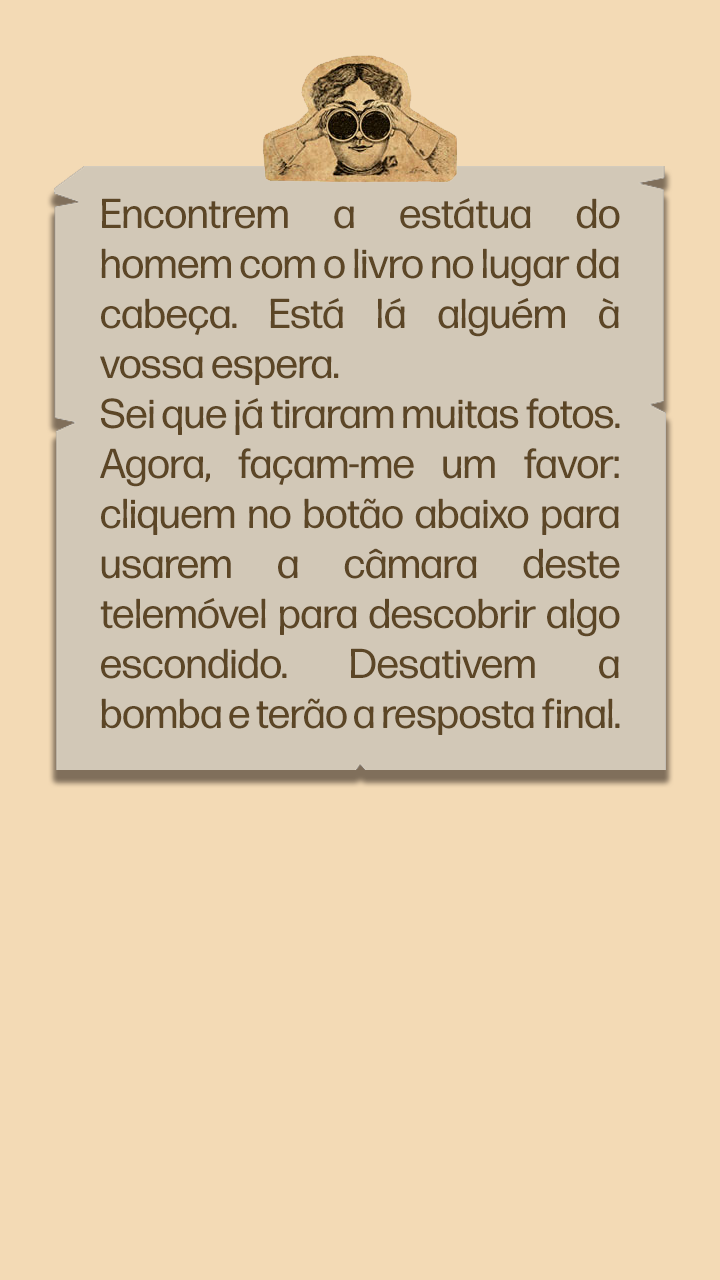 Encontrem a estátua do
homem com o livro no lugar da
cabeça. Está lá alguém à
vossa espera.
Sei que já tiraram muitas fotos.
Agora, façam-me um favor:
cliquem no botão abaixo para
usarem a câmara deste
telemóvel para descobrir algo
escondido. Desativem a
bomba e terão a resposta final.